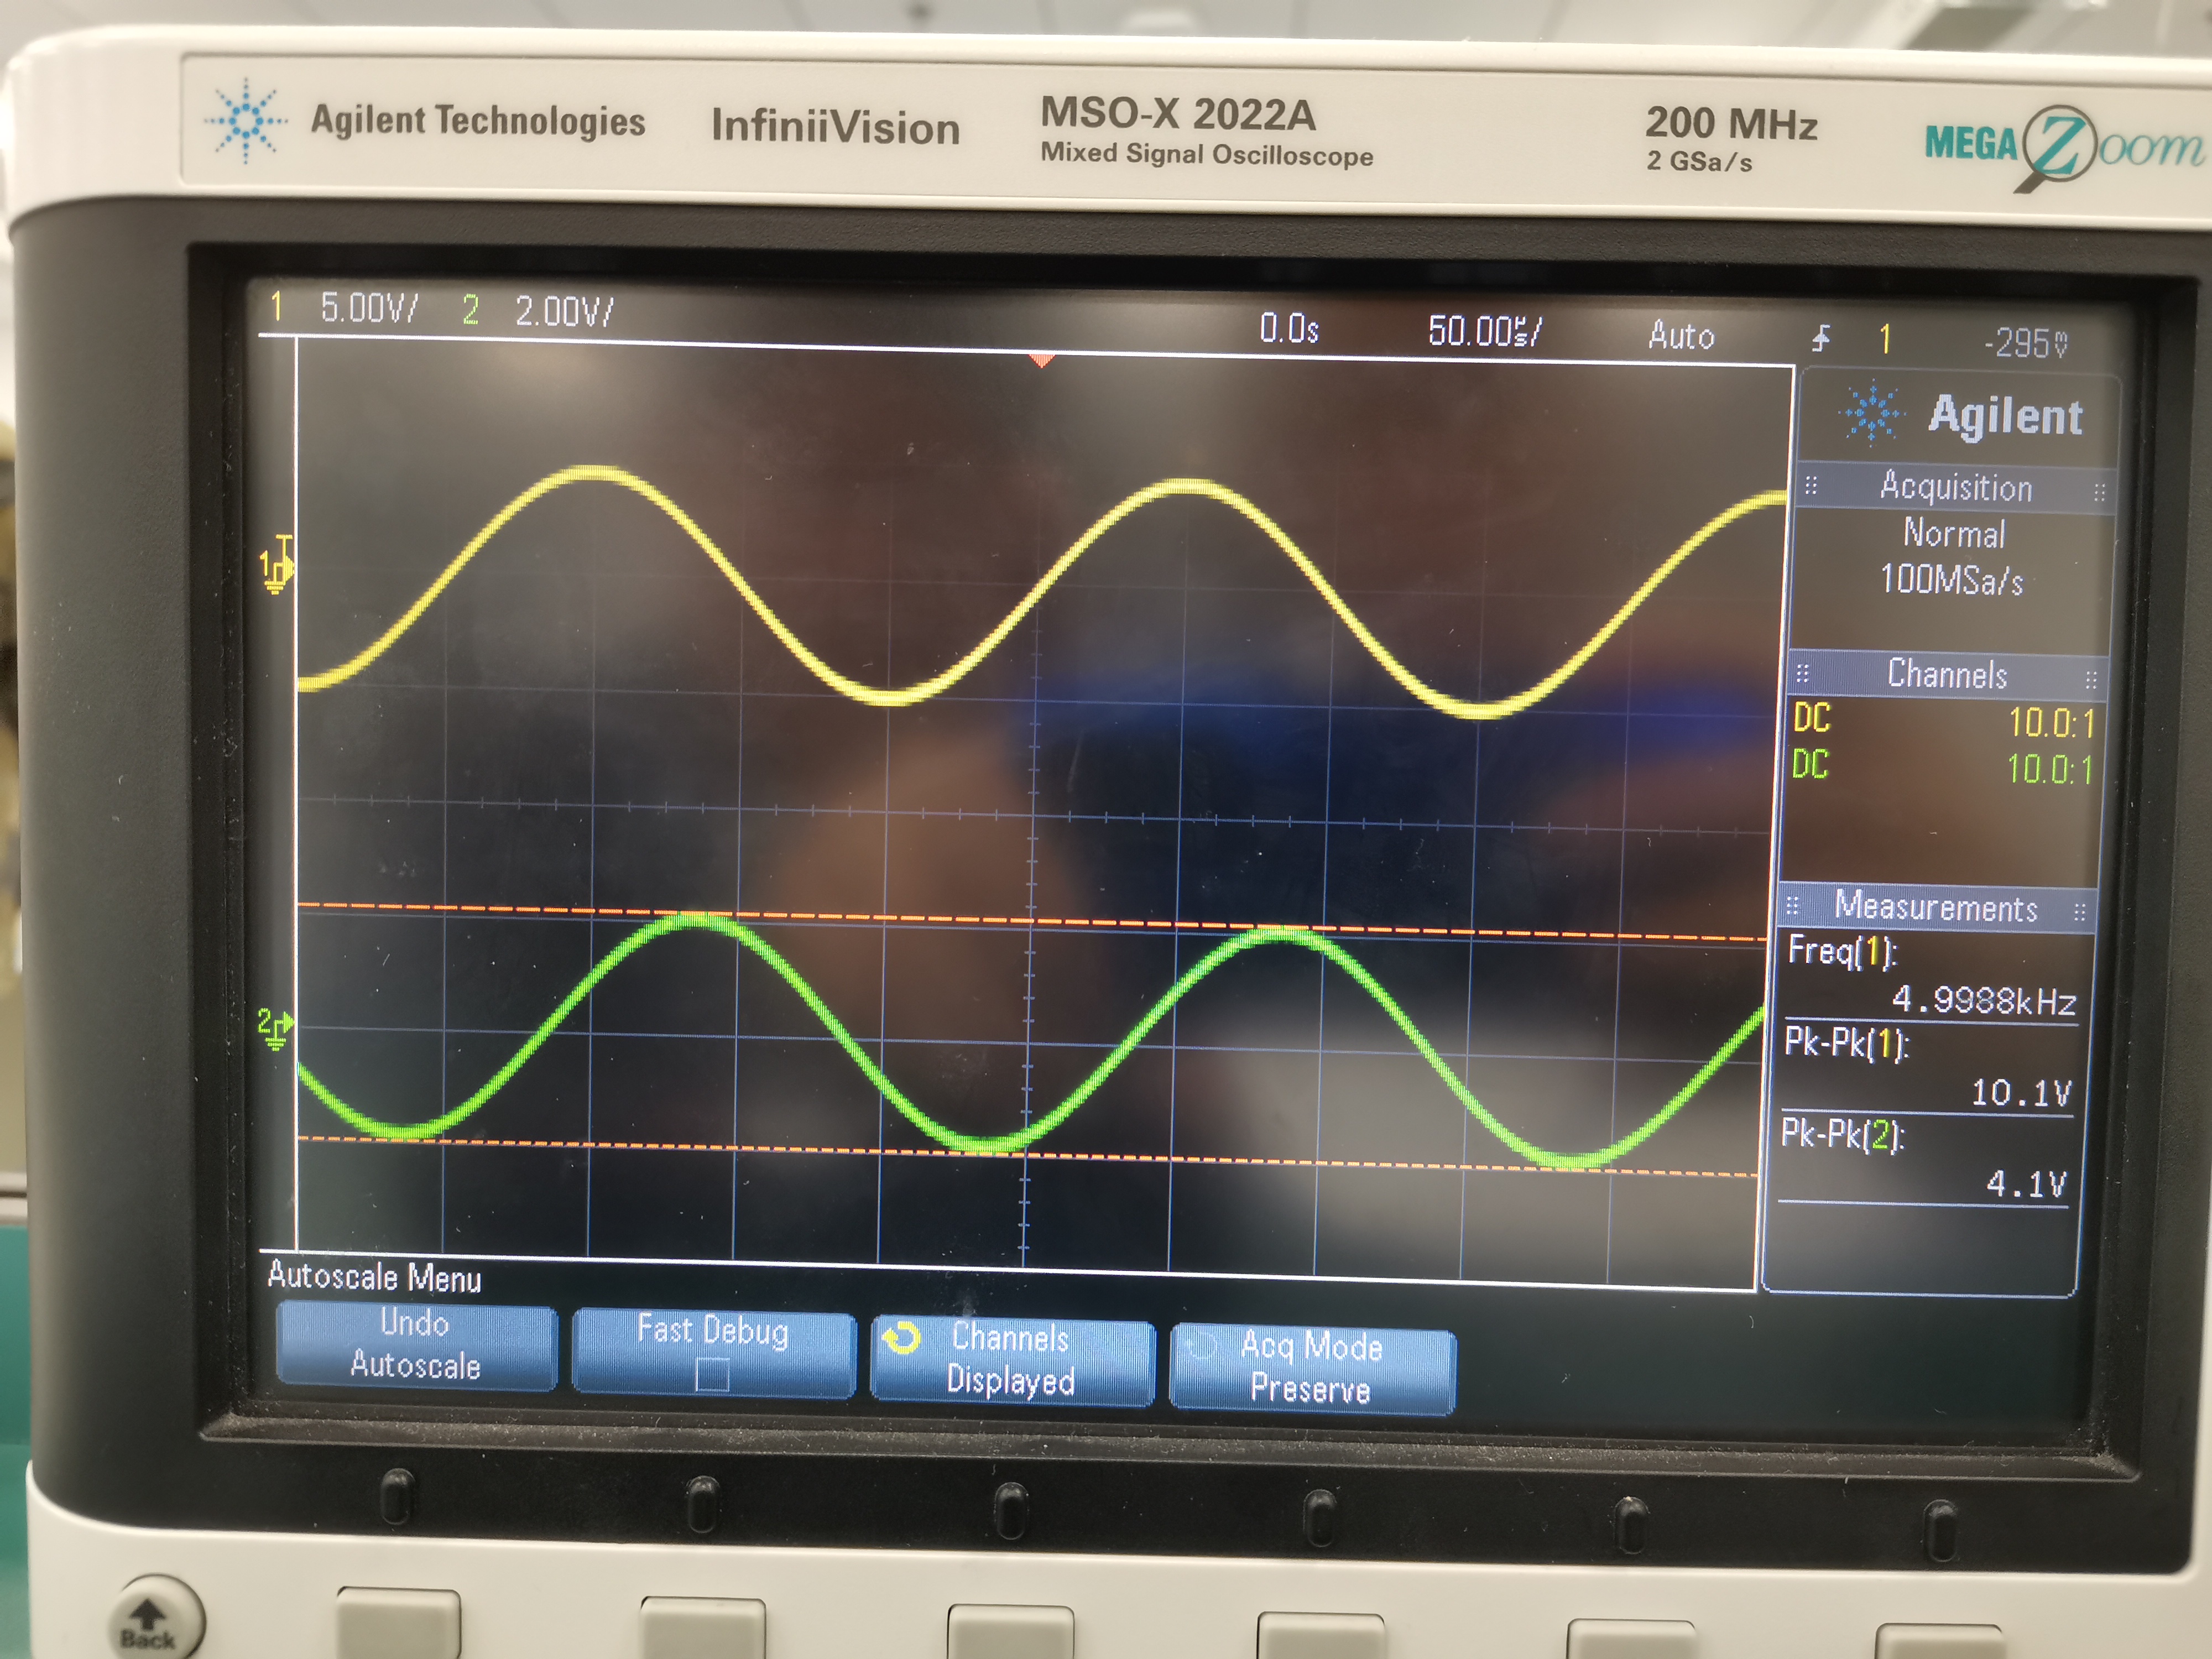 Agilent Technologies InfiniiVision MSO-X 2022A 200 MHz MEGA Zoom
Mixed Signal Oscilloscope 2 GSa/s
1 5.00V/ 2 2.00V/ 0.0s 50.00µs/ Auto 1 -295mV
Agilent
Acquisition
Normal
100MSa/s
Channels
DC 10.0:1
DC 10.0:1
Measurements
Freq(1):
4.9988kHz
Pk-Pk(1):
10.1V
Pk-Pk(2):
4.1V
T
1
2
Autoscale Menu
Undo
Autoscale
Fast Debug
Channels
Displayed
Acq Mode
Preserve
Back